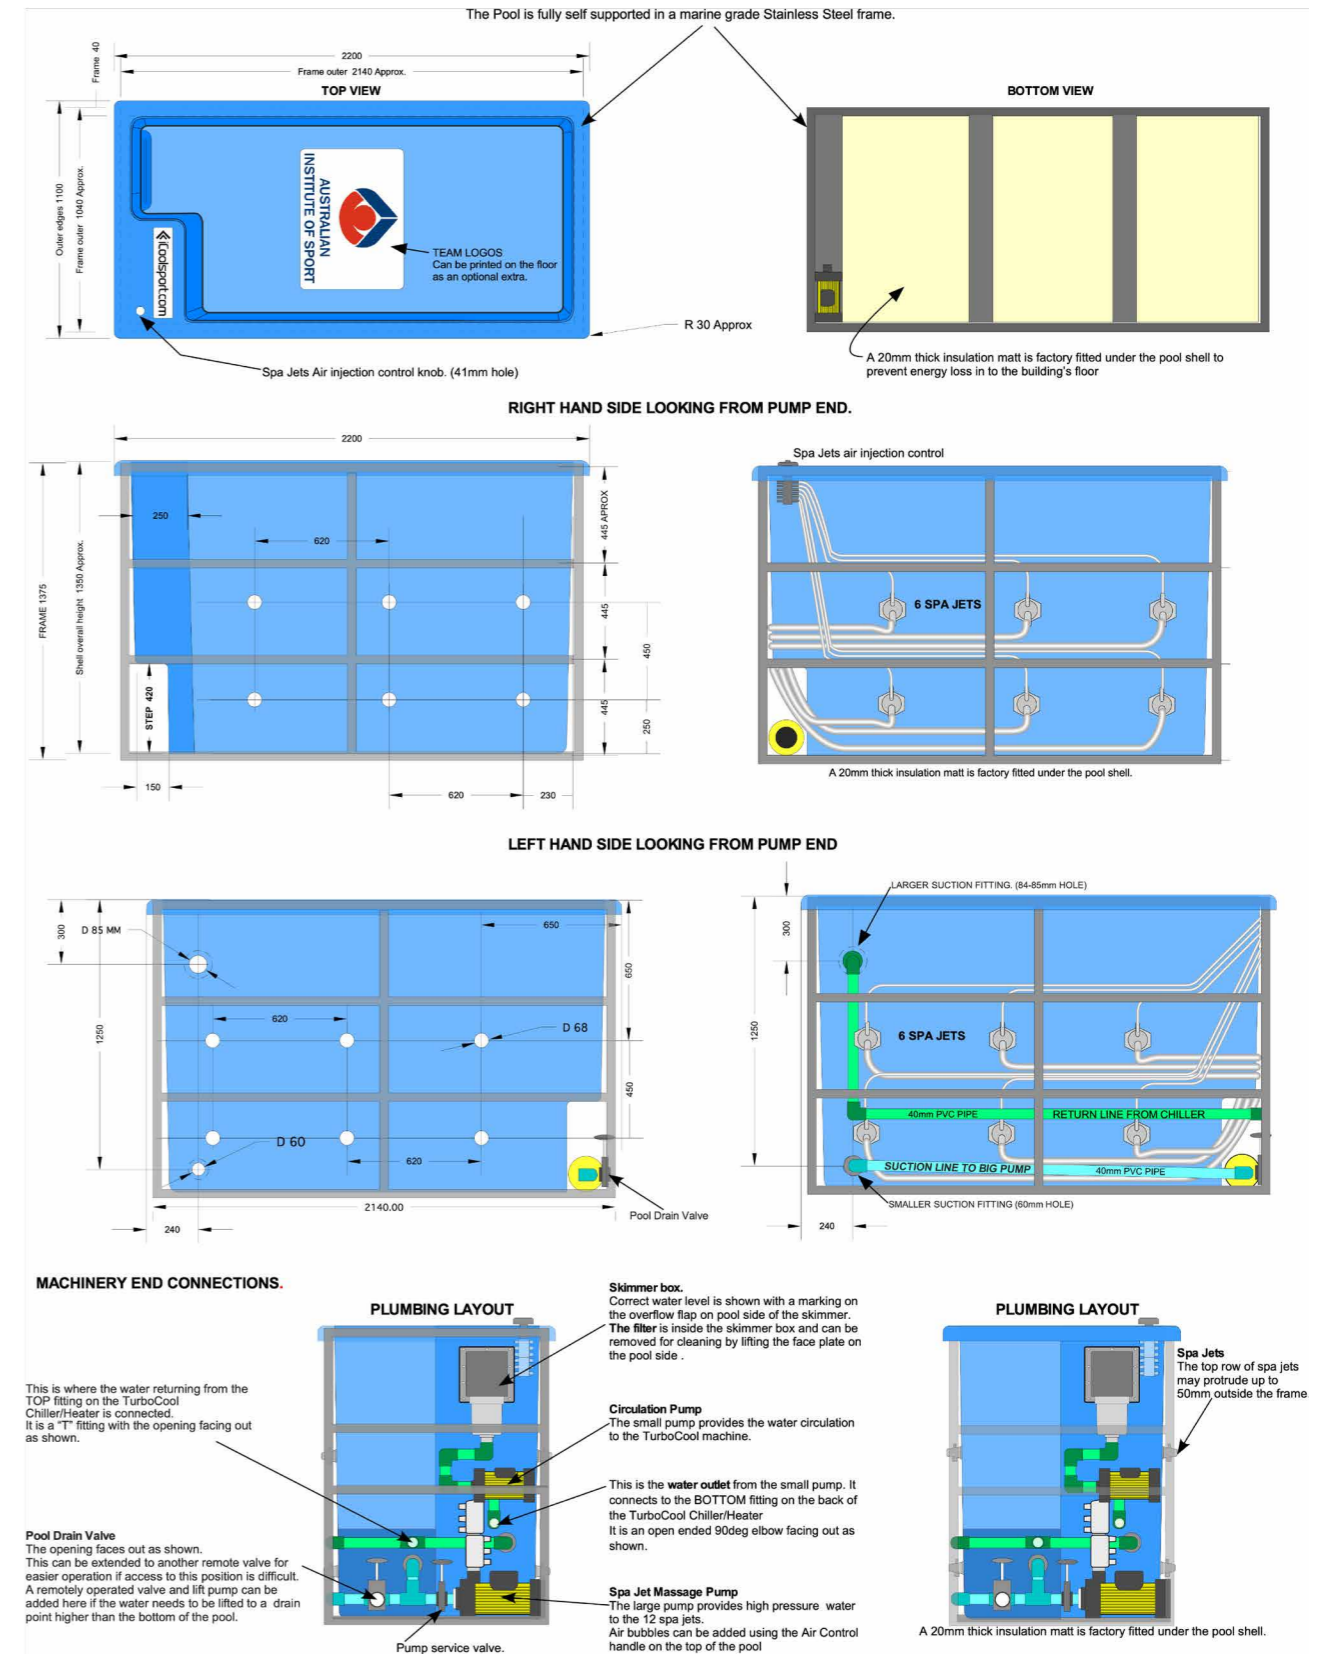 The Pool is fully self supported in a marine grade Stainless Steel frame.
Frame 40
2200
Frame outer 2140 Approx.
TOP VIEW
BOTTOM VIEW
Outer edges 1100
Frame outer 1040 Approx.
AUSTRALIAN
INSTITUTE OF SPORT
iCoolsport.com
TEAM LOGOS
Can be printed on the floor
as an optional extra.
R 30 Approx
Spa Jets Air injection control knob. (41mm hole)
A 20mm thick insulation matt is factory fitted under the pool shell to
prevent energy loss in to the building's floor
RIGHT HAND SIDE LOOKING FROM PUMP END.
2200
Spa Jets air injection control
250
620
445 APPROX
FRAME 1375
Shell overall height 1350 Approx.
445
450
STEP 420
445
250
150
620
230
6 SPA JETS
A 20mm thick insulation matt is factory fitted under the pool shell.
LEFT HAND SIDE LOOKING FROM PUMP END
300
D 85 MM
650
650
1250
620
D 68
450
D 60
620
2140.00
240
Pool Drain Valve
LARGER SUCTION FITTING. (84-85mm HOLE)
300
1250
6 SPA JETS
40mm PVC PIPE
RETURN LINE FROM CHILLER
SUCTION LINE TO BIG PUMP
40mm PVC PIPE
SMALLER SUCTION FITTING (60mm HOLE)
240
MACHINERY END CONNECTIONS.
PLUMBING LAYOUT
Skimmer box.
Correct water level is shown with a marking on
the overflow flap on pool side of the skimmer.
The filter is inside the skimmer box and can be
removed for cleaning by lifting the face plate on
the pool side .
PLUMBING LAYOUT
Spa Jets
The top row of spa jets
may protrude up to
50mm outside the frame
This is where the water returning from the
TOP fitting on the TurboCool
Chiller/Heater is connected.
It is a “T” fitting with the opening facing out
as shown.
Circulation Pump
The small pump provides the water circulation
to the TurboCool machine.
This is the water outlet from the small pump. It
connects to the BOTTOM fitting on the back of
the TurboCool Chiller/Heater
It is an open ended 90deg elbow facing out as
shown.
Pool Drain Valve
The opening faces out as shown.
This can be extended to another remote valve for
easier operation if access to this position is difficult.
A remotely operated valve and lift pump can be
added here if the water needs to be lifted to a drain
point higher than the bottom of the pool.
Spa Jet Massage Pump
The large pump provides high pressure water
to the 12 spa jets.
Air bubbles can be added using the Air Control
handle on the top of the pool
Pump service valve.
A 20mm thick insulation matt is factory fitted under the pool shell.